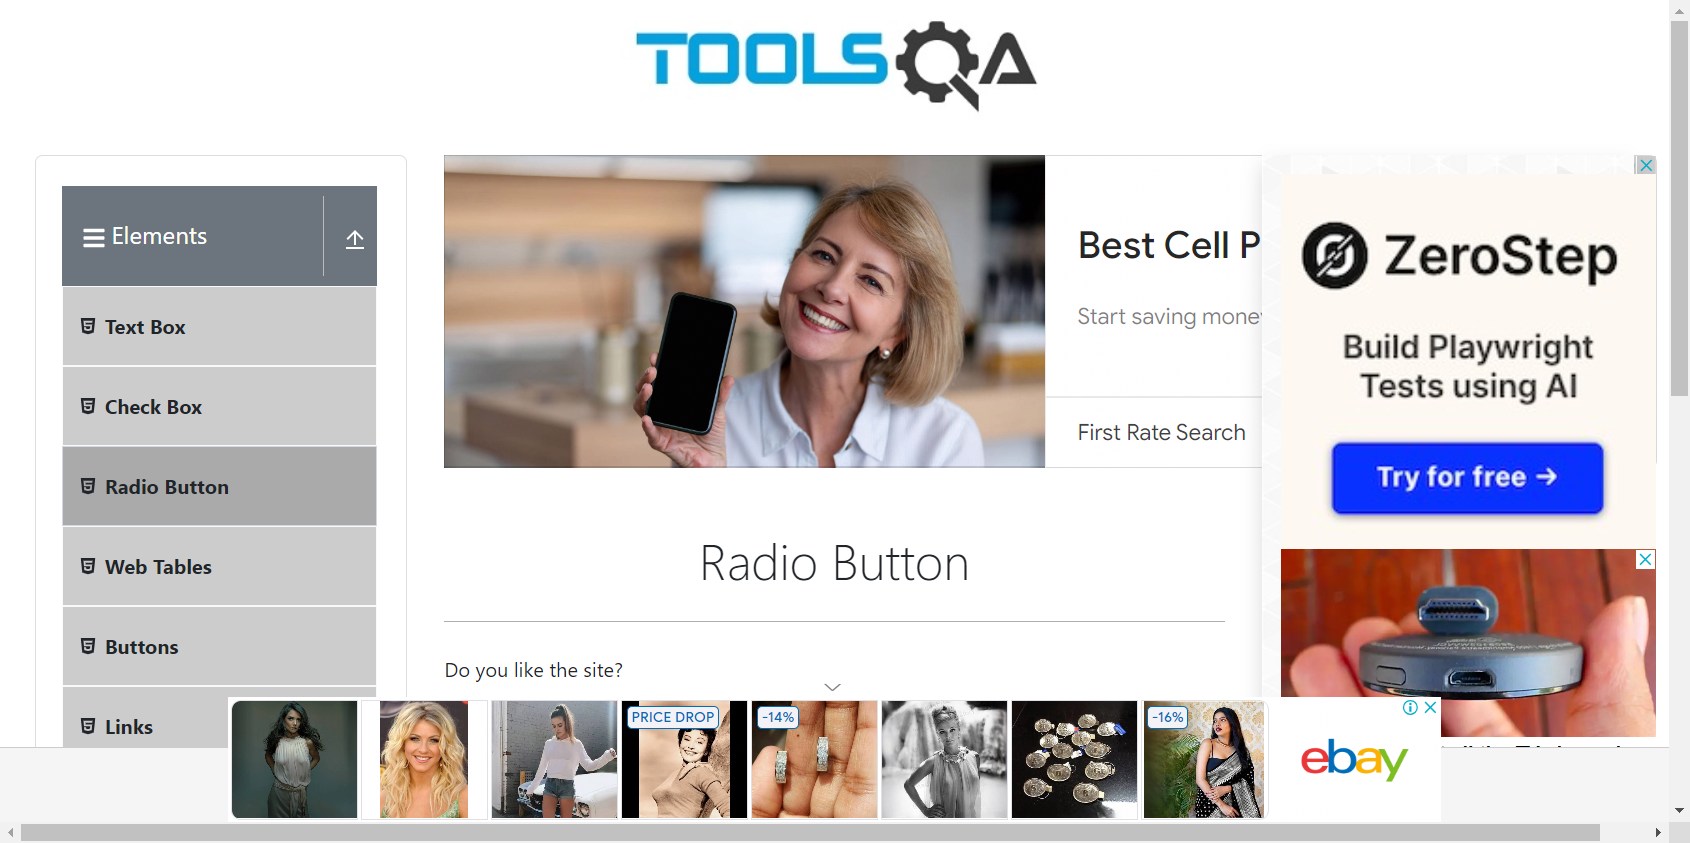 TOOLSQA
Elements
Text Box
Check Box
Radio Button
Web Tables
Buttons
Links
Best Cell P
Start saving money
First Rate Search
ZeroStep
Build Playwright
Tests using AI
Try for free →
Radio Button
Do you like the site?
PRICE DROP
-14%
-16%
ebay